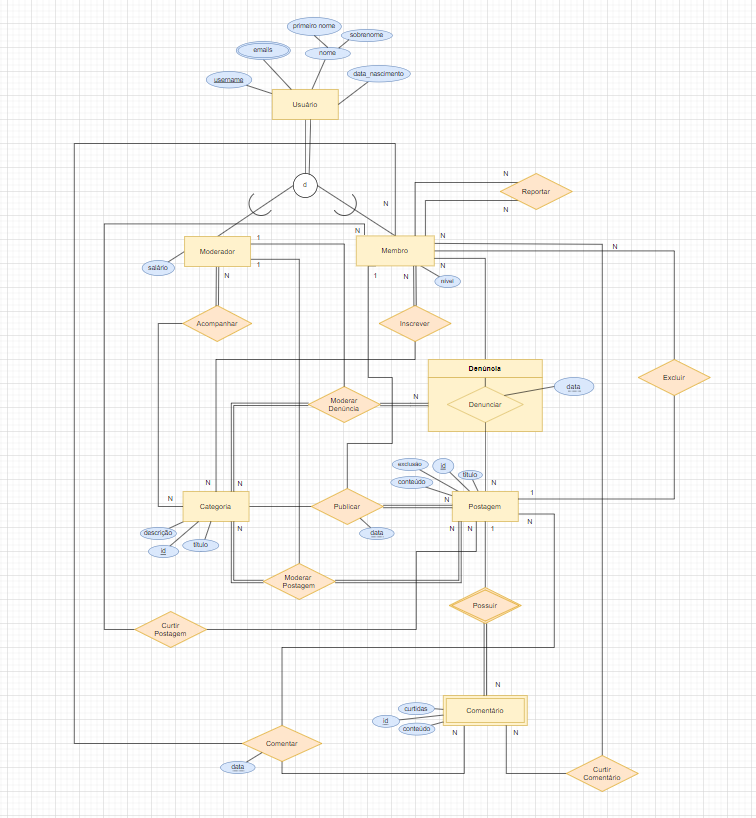 primeiro nome
sobrenome
emails
nome
data_nascimento
username
Usuário
d
N
Reportar
N
N
N
N
N
1
Moderador
Membro
salário
1
N
1
N
N
nível
Acompanhar
Inscrever
Denúncia
Excluir
data
Moderar
Denúncia
N
Denunciar
exclusão
id
título
conteúdo
N
N
N
N
N
1
Categoria
Publicar
Postagem
N
descrição
id
título
N
data
N
N
1
Moderar
Postagem
Possuir
Curtir
Postagem
N
curtidas
Comentário
id
conteúdo
N
N
Comentar
data
Curtir
Comentário